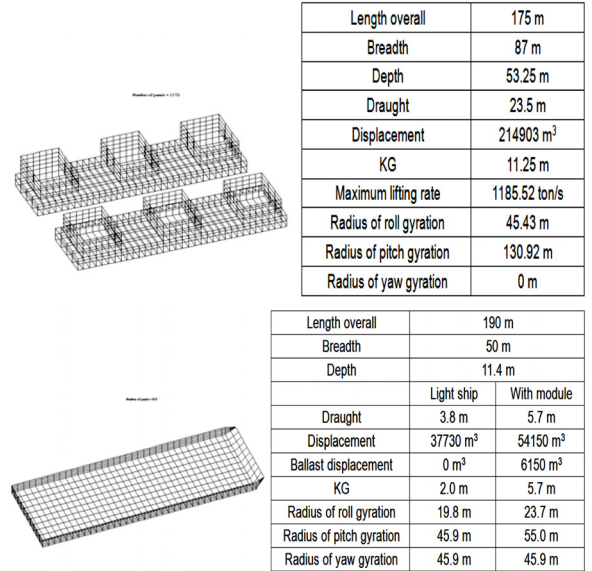 Number of panels = 1172
Length overall 175 m
Breadth 87 m
Depth 53.25 m
Draught 23.5 m
Displacement 214903 m³
KG 11.25 m
Maximum lifting rate 1185.52 ton/s
Radius of roll gyration 45.43 m
Radius of pitch gyration 130.92 m
Radius of yaw gyration 0 m
Length overall 190 m
Breadth 50 m
Depth 11.4 m
Light ship With module
Draught 3.8 m 5.7 m
Displacement 37730 m³ 54150 m³
Ballast displacement 0 m³ 6150 m³
KG 2.0 m 5.7 m
Radius of roll gyration 19.8 m 23.7 m
Radius of pitch gyration 45.9 m 55.0 m
Radius of yaw gyration 45.9 m 45.9 m